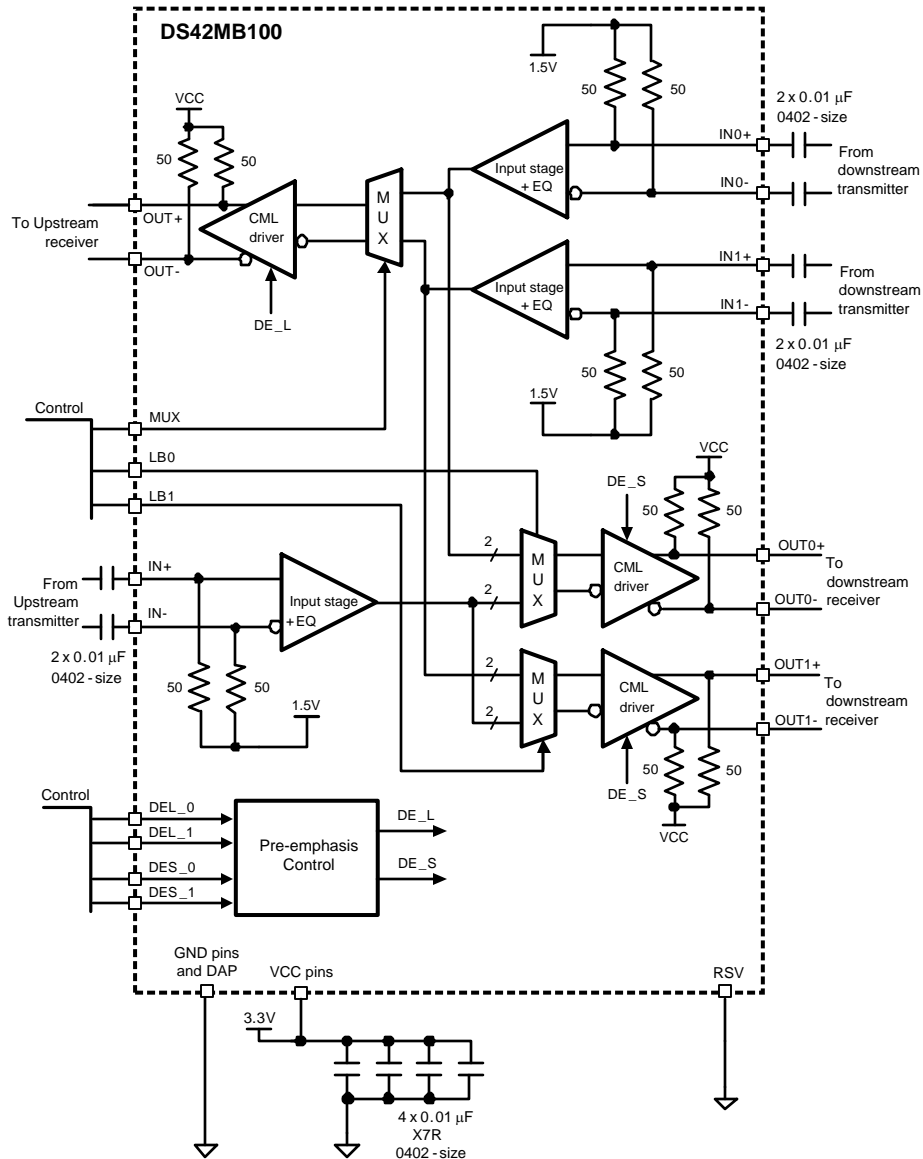 DS42MB100
1.5V
50
50
2 x 0.01 µF
0402 - size
VCC
50
50
IN0+
From
downstream
transmitter
Input stage
+ EQ
IN0-
M
U
X
OUT+
CML
driver
To Upstream
receiver
OUT-
DE_L
IN1+
From
downstream
transmitter
Input stage
+ EQ
IN1-
2 x 0.01 µF
0402 - size
50
50
1.5V
Control
MUX
LB0
LB1
VCC
DE_S
50
50
2
M
U
X
CML
driver
OUT0+
To
downstream
receiver
2
OUT0-
IN+
From
Upstream
transmitter
IN-
Input stage
+ EQ
2 x 0.01 µF
0402 - size
50
50
1.5V
2
M
U
X
CML
driver
OUT1+
To
downstream
receiver
2
OUT1-
DE_S
50
50
VCC
Control
DEL_0
DEL_1
DES_0
DES_1
Pre-emphasis
Control
DE_L
DE_S
GND pins
and DAP
VCC pins
RSV
3.3V
4 x 0.01 µF
X7R
0402 - size